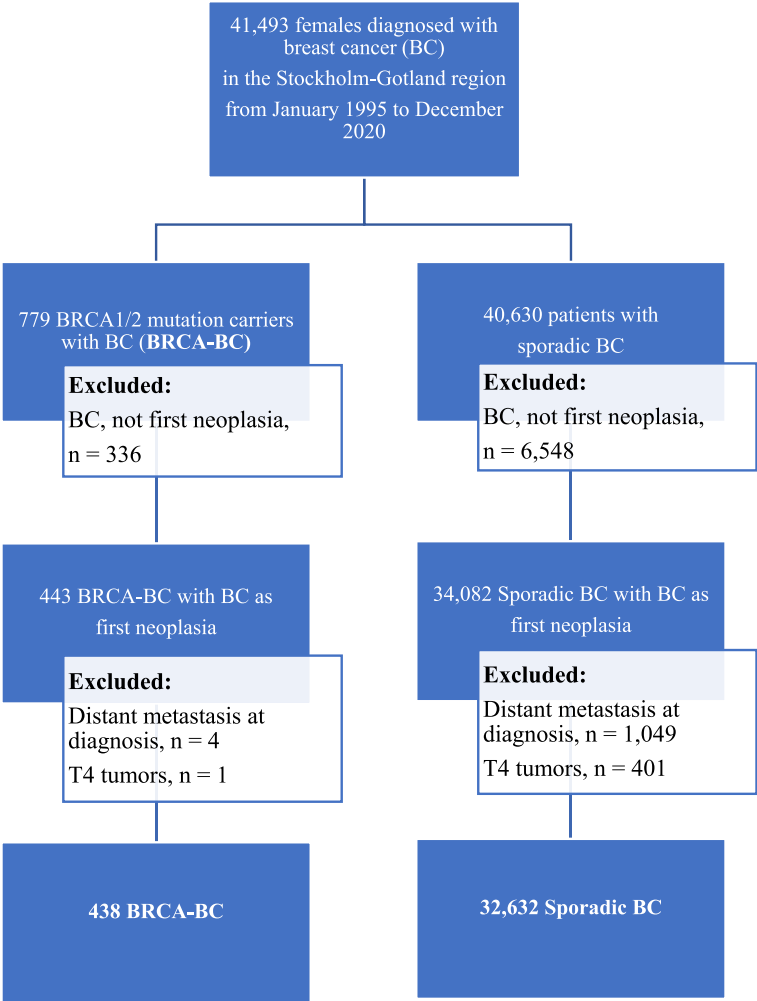 41,493 females diagnosed with
breast cancer (BC)
in the Stockholm-Gotland region
from January 1995 to December
2020
779 BRCA1/2 mutation carriers
with BC (BRCA-BC)
Excluded:
BC, not first neoplasia,
n = 336
443 BRCA-BC with BC as
first neoplasia
Excluded:
Distant metastasis at
diagnosis, n = 4
T4 tumors, n = 1
438 BRCA-BC
40,630 patients with
sporadic BC
Excluded:
BC, not first neoplasia,
n = 6,548
34,082 Sporadic BC with BC as
first neoplasia
Excluded:
Distant metastasis at
diagnosis, n = 1,049
T4 tumors, n = 401
32,632 Sporadic BC